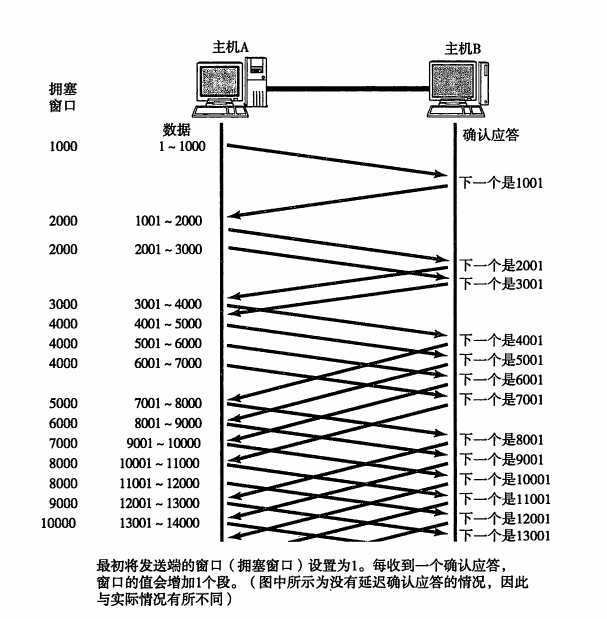 主机A 主机B
拥塞
窗口
数据 确认应答
1000 1～1000
下一个是1001
2000 1001～2000
2000 2001～3000
下一个是2001
下一个是3001
3000 3001～4000
4000 4001～5000
下一个是4001
4000 5001～6000
下一个是5001
4000 6001～7000
下一个是6001
下一个是7001
5000 7001～8000
6000 8001～9000
下一个是8001
7000 9001～10000
下一个是9001
8000 10001～11000
下一个是10001
8000 11001～12000
下一个是11001
9000 12001～13000
下一个是12001
10000 13001～14000
下一个是13001
最初将发送端的窗口（拥塞窗口）设置为1。每收到一个确认应答，
窗口的值会增加1个段。（图中所示为没有延迟确认应答的情况，因此
与实际情况有所不同）